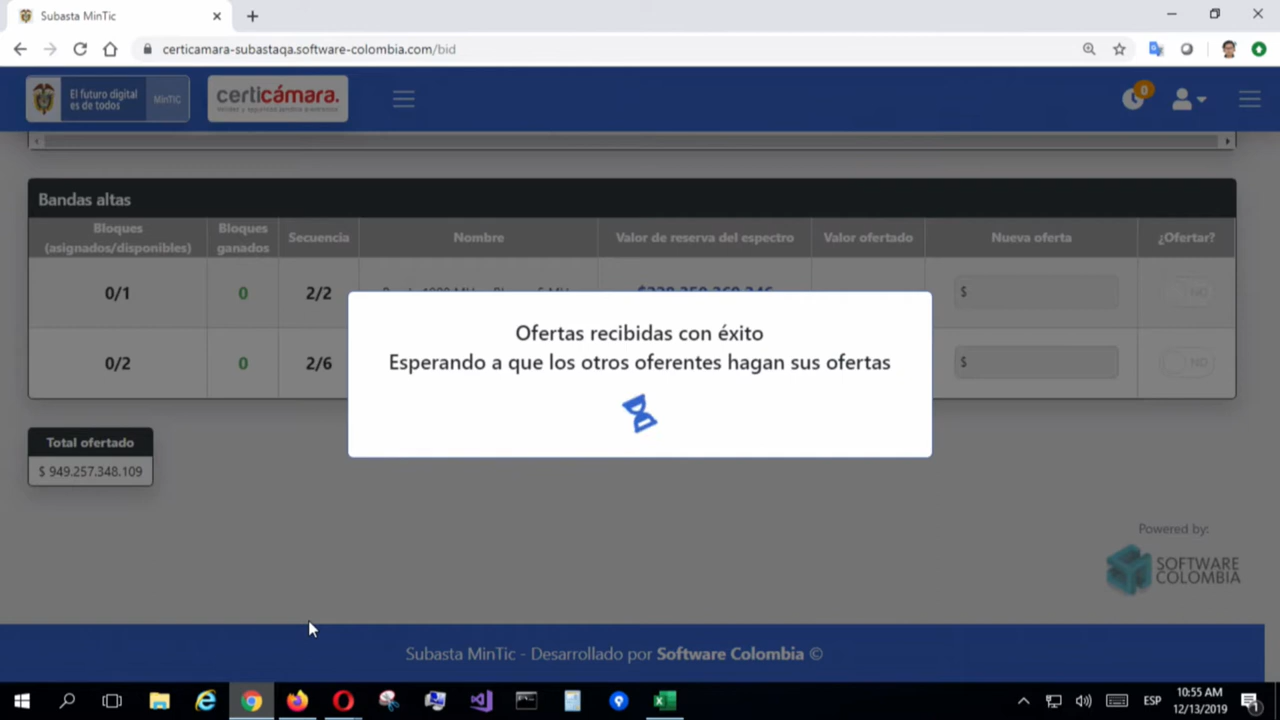 Subasta MinTic
certicamara-subastaqa.software-colombia.com/bid
El futuro digital
es de todos
MinTIC
certicámara.
0
Bandas altas
Bloques
(asignados/disponibles)
Bloques
ganados
Secuencia
Nombre
Valor de reserva del espectro
Valor ofertado
Nueva oferta
¿Ofertar?
0/1
0
2/2
$
NO
0/2
0
2/6
$
NO
Ofertas recibidas con éxito
Esperando a que los otros oferentes hagan sus ofertas
Total ofertado
$ 949.257.348.109
Powered by:
SOFTWARE
COLOMBIA
Subasta MinTic - Desarrollado por Software Colombia ©
ESP
10:55 AM
12/13/2019
1